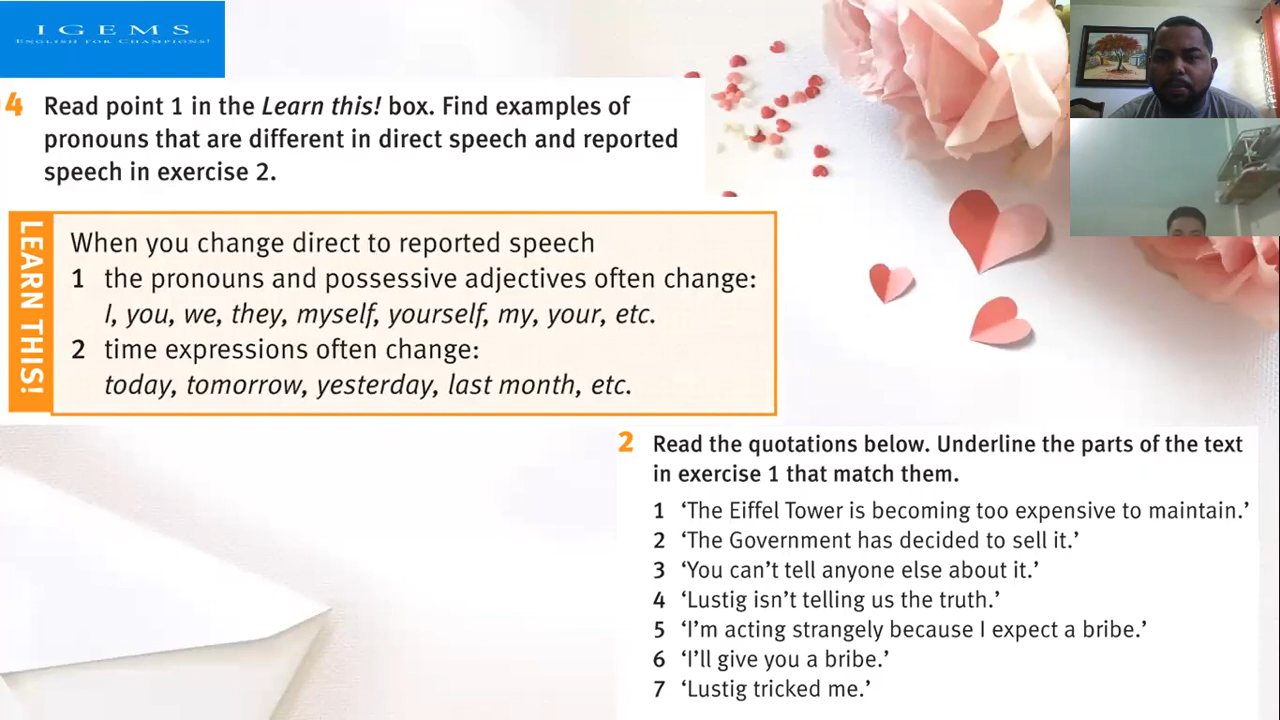 IGEMS
ENGLISH FOR CHAMPIONS!
4 Read point 1 in the Learn this! box. Find examples of
pronouns that are different in direct speech and reported
speech in exercise 2.
LEARN THIS!
When you change direct to reported speech
1 the pronouns and possessive adjectives often change:
I, you, we, they, myself, yourself, my, your, etc.
2 time expressions often change:
today, tomorrow, yesterday, last month, etc.
2 Read the quotations below. Underline the parts of the text
in exercise 1 that match them.
1 ‘The Eiffel Tower is becoming too expensive to maintain.’
2 ‘The Government has decided to sell it.’
3 ‘You can’t tell anyone else about it.’
4 ‘Lustig isn’t telling us the truth.’
5 ‘I’m acting strangely because I expect a bribe.’
6 ‘I’ll give you a bribe.’
7 ‘Lustig tricked me.’